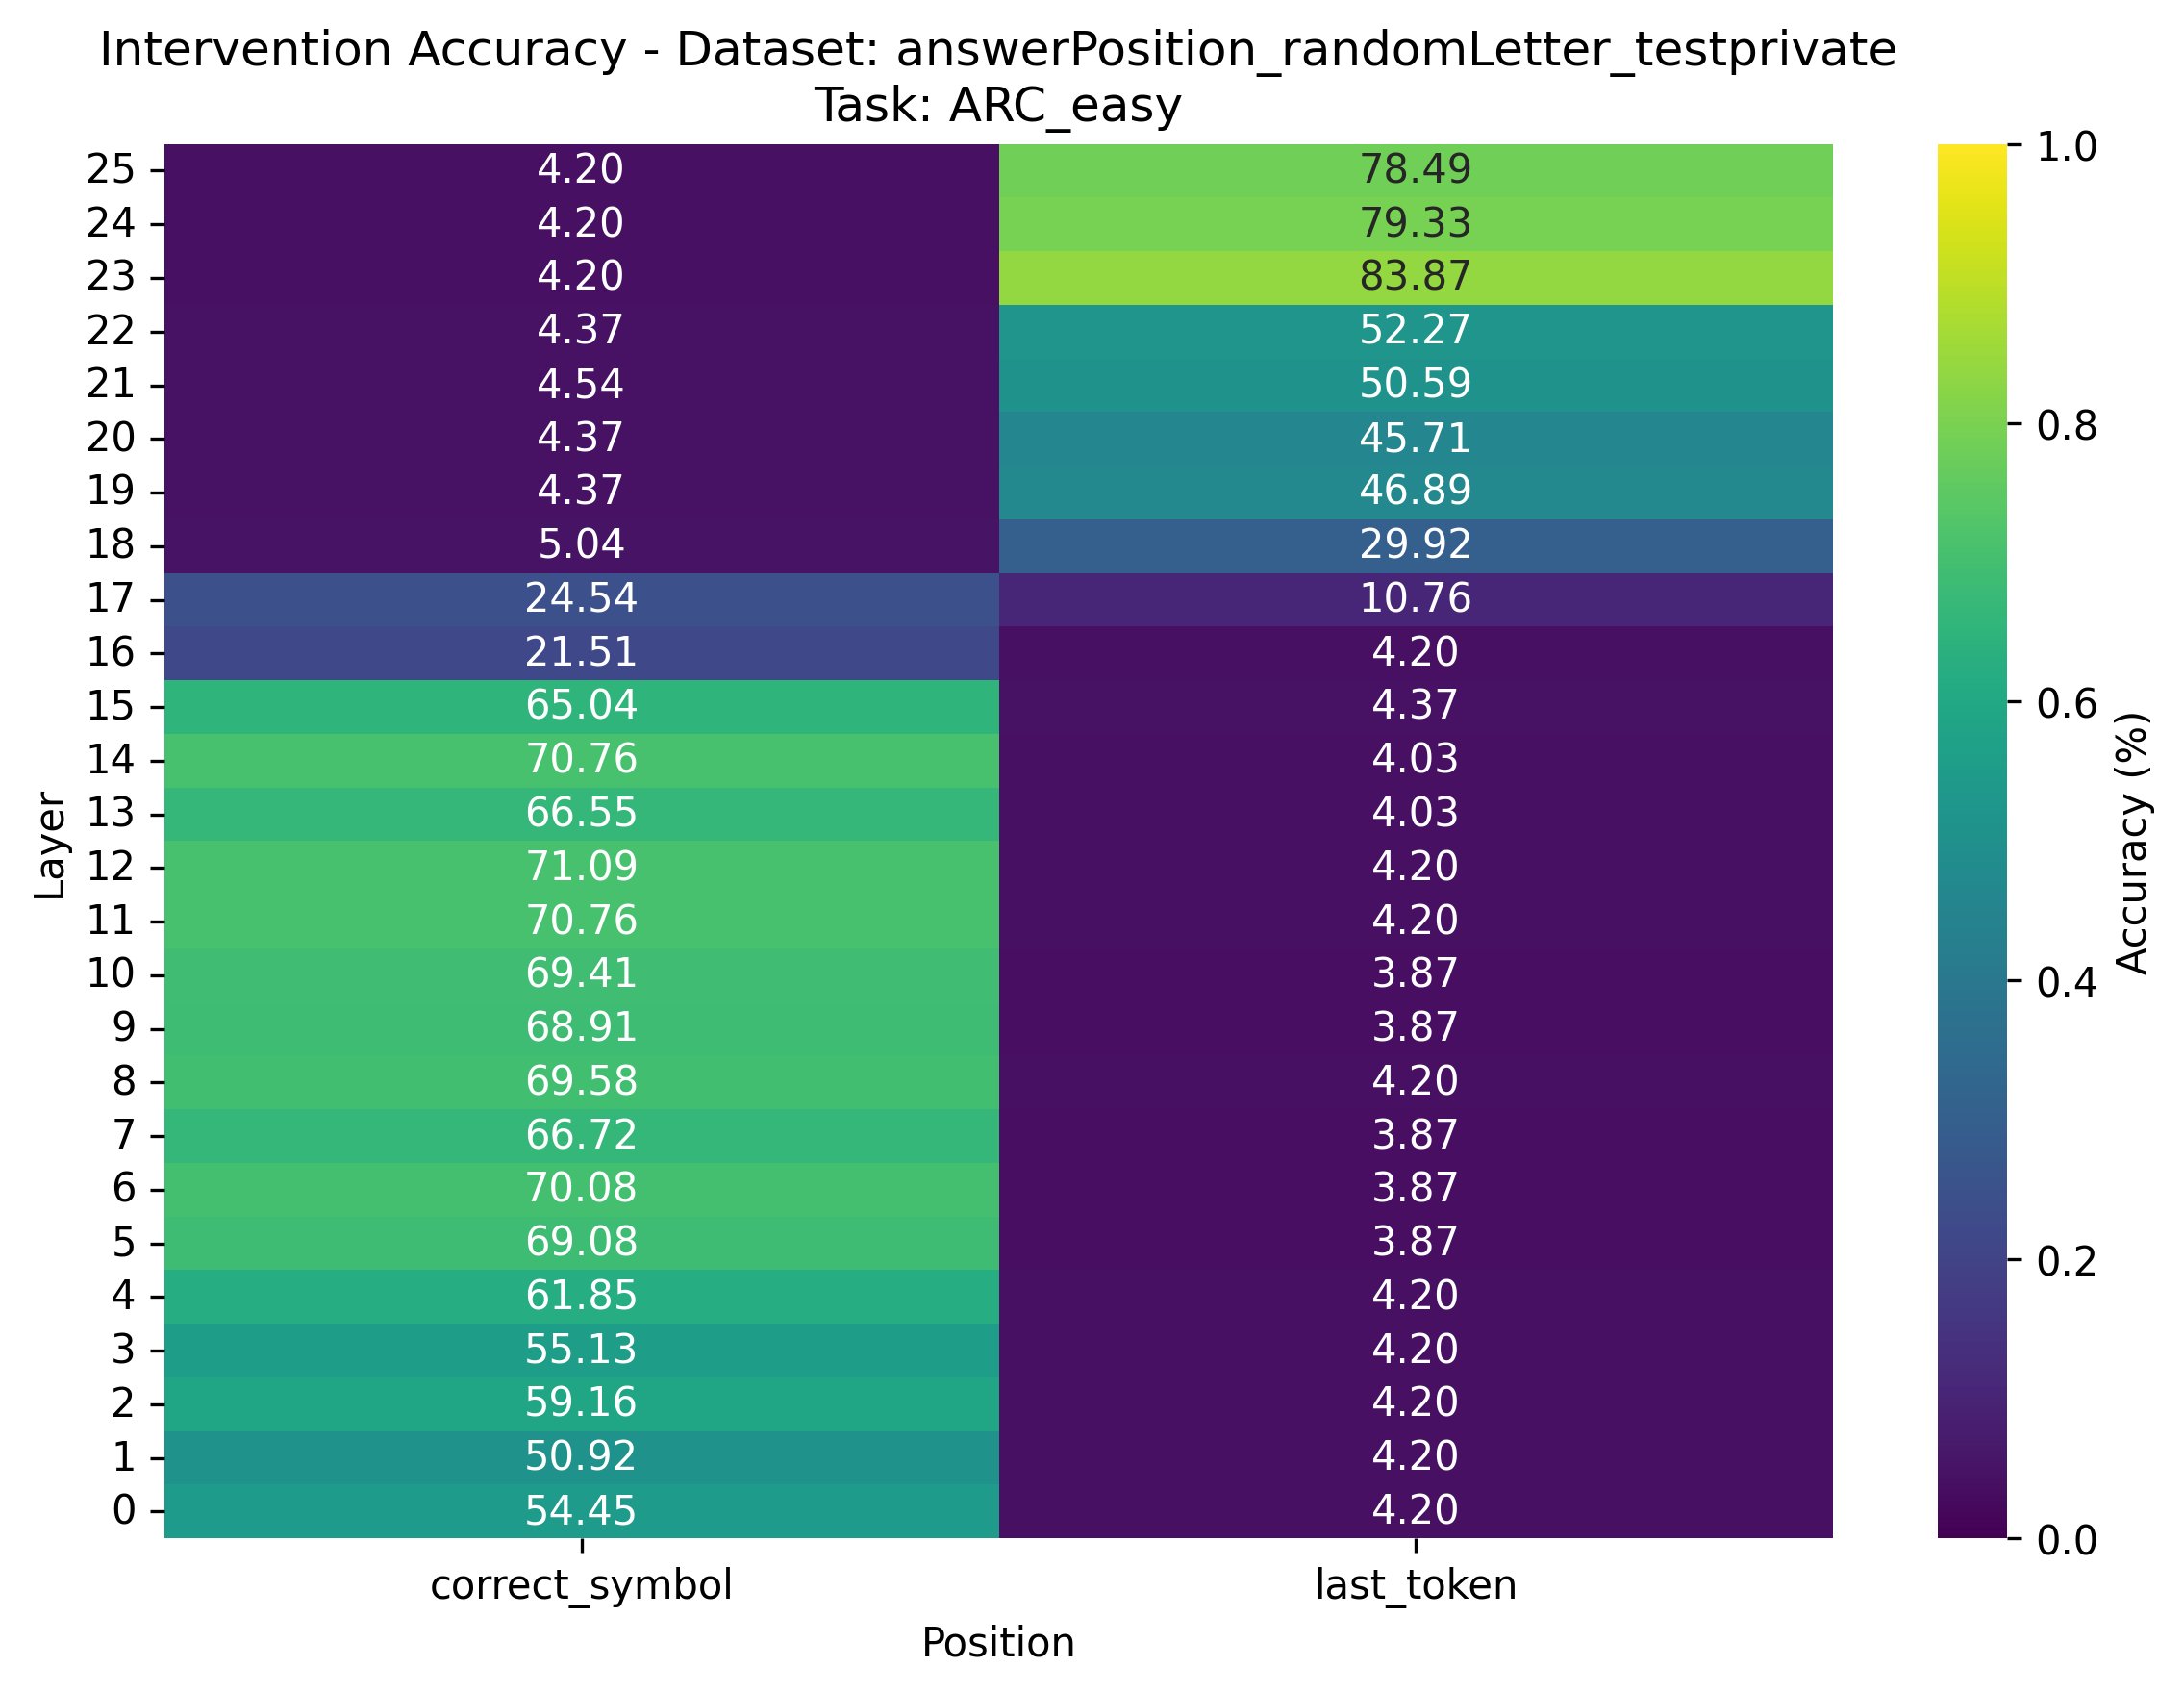 Intervention Accuracy - Dataset: answerPosition_randomLetter_testprivate
Task: ARC_easy
25 4.20 78.49
24 4.20 79.33
23 4.20 83.87
22 4.37 52.27
21 4.54 50.59
20 4.37 45.71
19 4.37 46.89
18 5.04 29.92
17 24.54 10.76
16 21.51 4.20
15 65.04 4.37
14 70.76 4.03
13 66.55 4.03
12 71.09 4.20
11 70.76 4.20
10 69.41 3.87
9 68.91 3.87
8 69.58 4.20
7 66.72 3.87
6 70.08 3.87
5 69.08 3.87
4 61.85 4.20
3 55.13 4.20
2 59.16 4.20
1 50.92 4.20
0 54.45 4.20
correct_symbol last_token
Position
Layer
1.0
0.8
0.6
0.4
0.2
0.0
Accuracy (%)